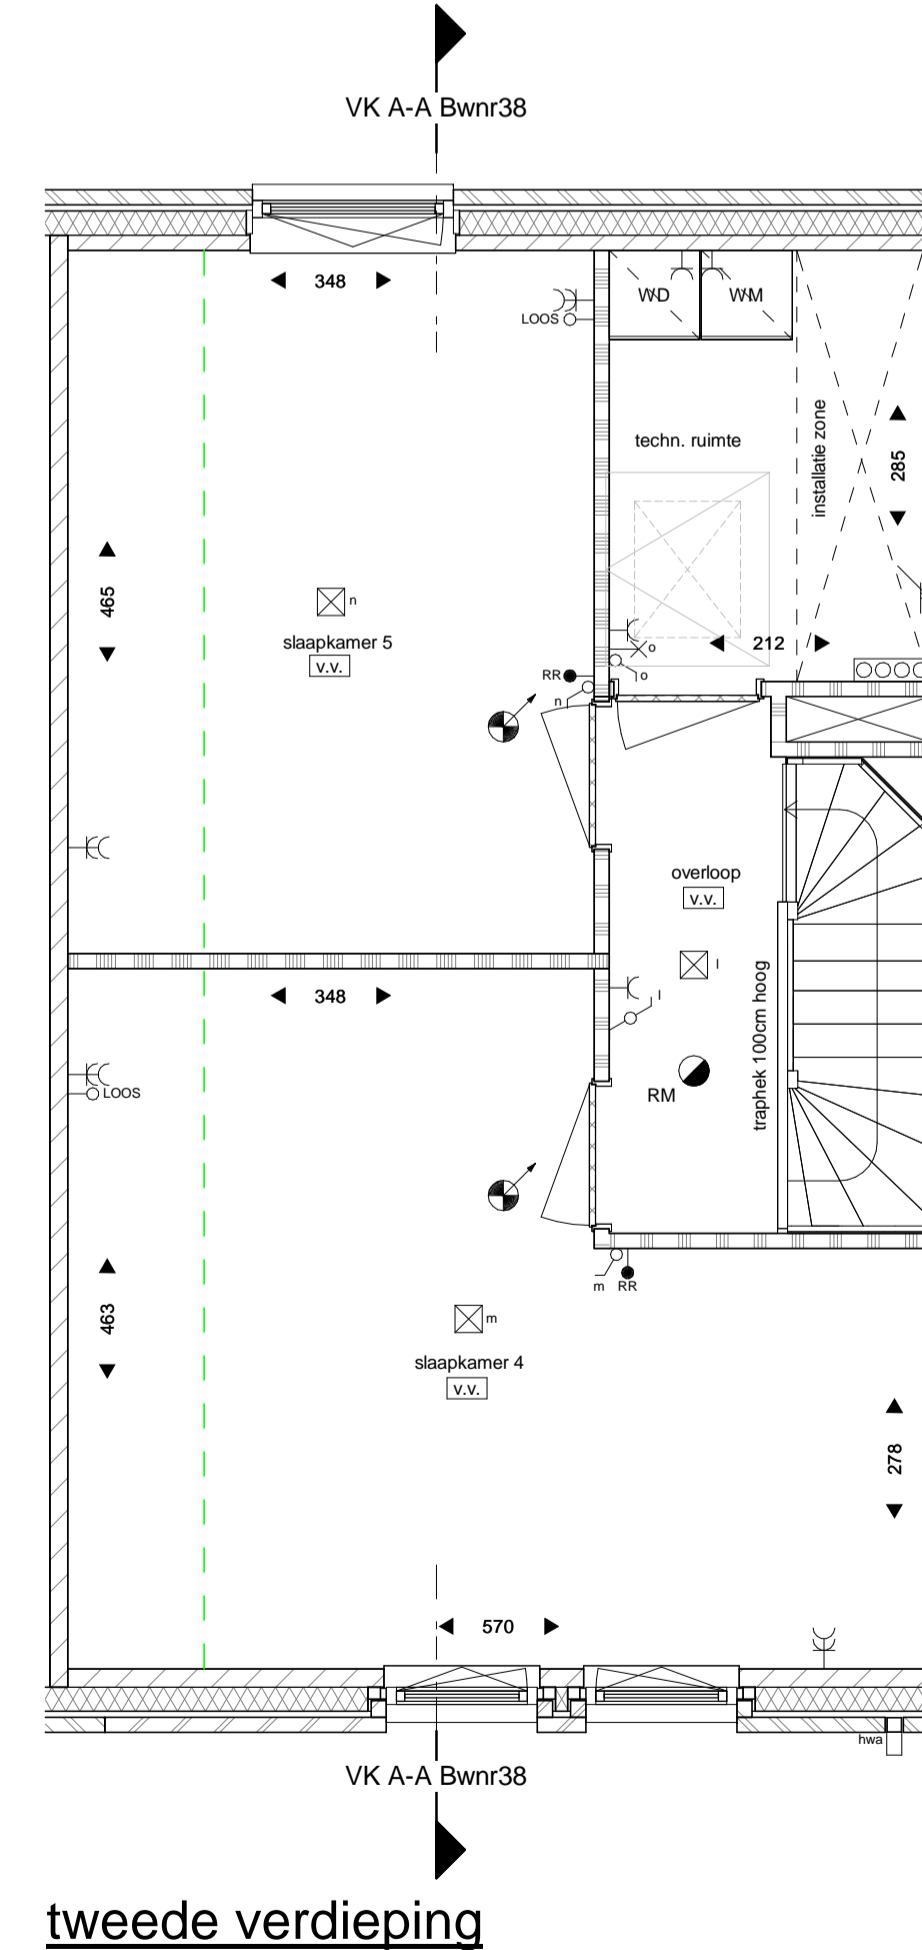 VK A-A Bwnr38
348
LOOS
WD
WM
techn. ruimte
installatie zone
285
465
n
slaapkamer 5
v.v.
212
o
o
RR
n
overloop
v.v.
l
348
l
traphek 100cm hoog
LOOS
RM
m
RR
463
m
slaapkamer 4
v.v.
278
570
hwa
VK A-A Bwnr38
tweede verdieping